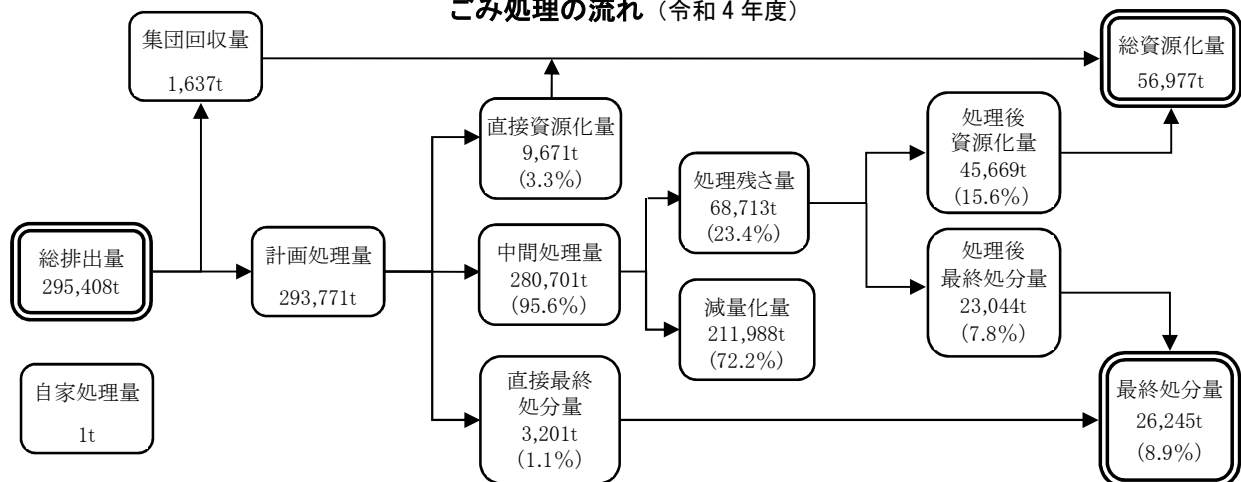 ごみ処理の流れ（令和４年度）
集団回収量
1,637t
総資源化量
56,977t
直接資源化量
9,671t
(3.3%)
処理後
資源化量
45,669t
(15.6%)
処理残さ量
68,713t
(23.4%)
総排出量
295,408t
計画処理量
293,771t
中間処理量
280,701t
(95.6%)
処理後
最終処分量
23,044t
(7.8%)
減量化量
211,988t
(72.2%)
自家処理量
1t
直接最終
処分量
3,201t
(1.1%)
最終処分量
26,245t
(8.9%)